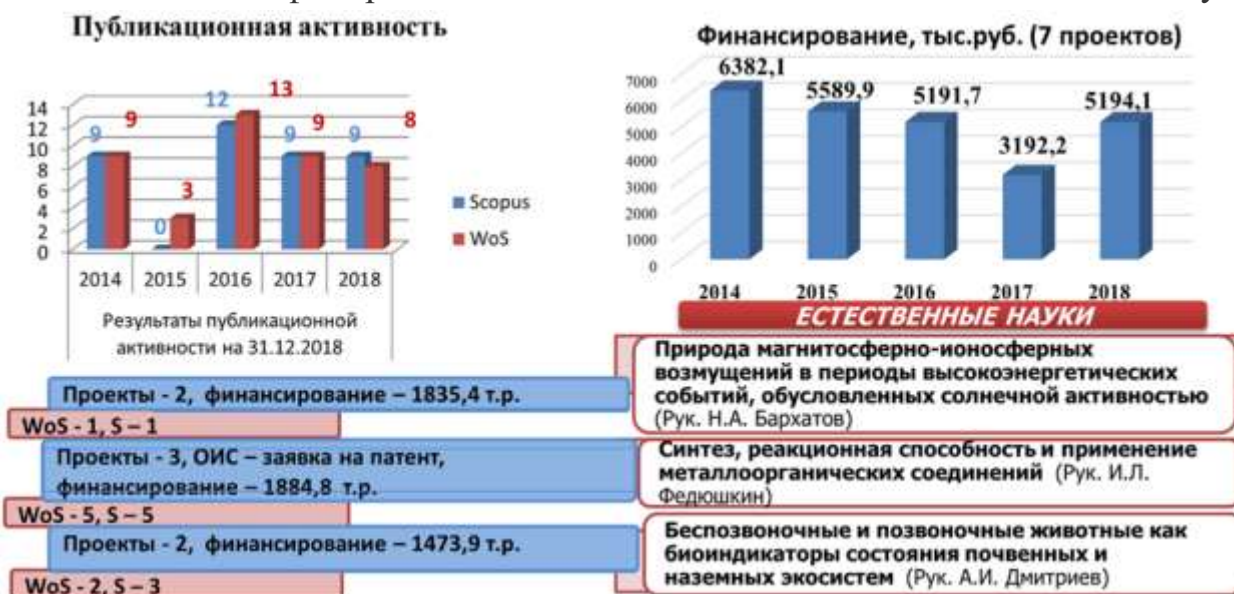 Публикационная активность
14
12
10
8
6
4
2
0
9
9
0
3
12
13
9
9
9
8
2014
2015
2016
2017
2018
Результаты публикационной
активности на 31.12.2018
Scopus
WoS
Финансирование, тыс.руб. (7 проектов)
7000
6000
5000
4000
3000
2000
1000
0
6382,1
5589,9
5191,7
3192,2
5194,1
2014
2015
2016
2017
2018
ЕСТЕСТВЕННЫЕ НАУКИ
Проекты - 2, финансирование – 1835,4 т.р.
WoS - 1, S – 1
Природа магнитосферно-ионосферных
возмущений в периоды высокоэнергетических
событий, обусловленных солнечной активностью
(Рук. Н.А. Бархатов)
Проекты - 3, ОИС – заявка на патент,
финансирование – 1884,8 т.р.
WoS - 5, S – 5
Синтез, реакционная способность и применение
металлоорганических соединений (Рук. И.Л.
Федюшкин)
Проекты - 2, финансирование – 1473,9 т.р.
WoS - 2, S – 3
Беспозвоночные и позвоночные животные как
биоиндикаторы состояния почвенных и
наземных экосистем (Рук. А.И. Дмитриев)